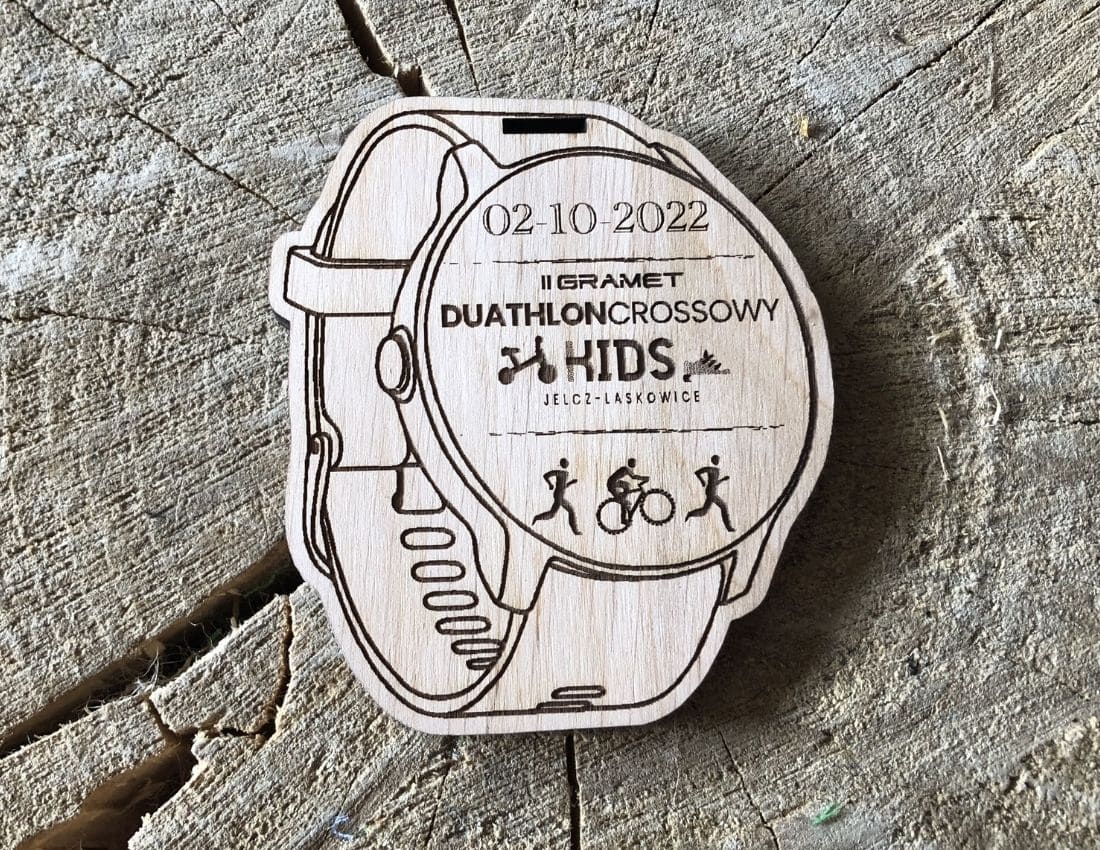 02-10-2022
II GRAMET
DUATHLONCROSSOWY
KIDS
JELCZ-LASKOWICE